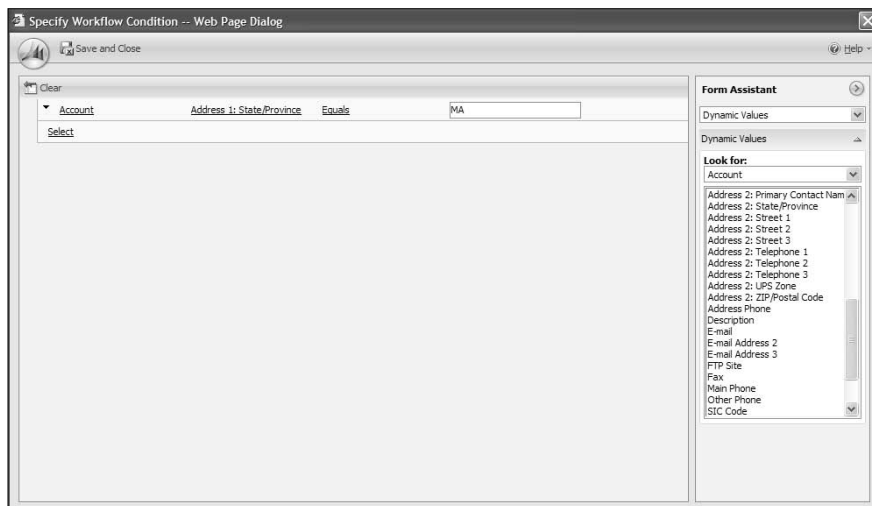 Specify Workflow Condition -- Web Page Dialog
Save and Close
Help
Clear
Account Address 1: State/Province Equals MA
Select
Form Assistant
Dynamic Values
Dynamic Values
Look for:
Account
Address 2: Primary Contact Nam
Address 2: State/Province
Address 2: Street 1
Address 2: Street 2
Address 2: Street 3
Address 2: Telephone 1
Address 2: Telephone 2
Address 2: Telephone 3
Address 2: UPS Zone
Address 2: ZIP/Postal Code
Address Phone
Description
E-mail
E-mail Address 2
E-mail Address 3
FTP Site
Fax
Main Phone
Other Phone
SIC Code